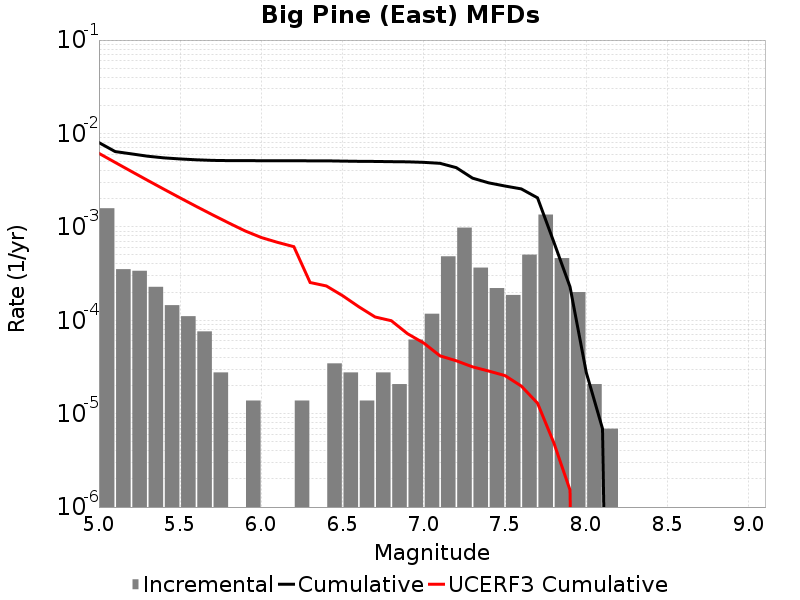 Big Pine (East) MFDs
10-1
10-2
10-3
10-4
10-5
10-6
Rate (1/yr)
5.0 5.5 6.0 6.5 7.0 7.5 8.0 8.5 9.0
Magnitude
Incremental Cumulative UCERF3 Cumulative